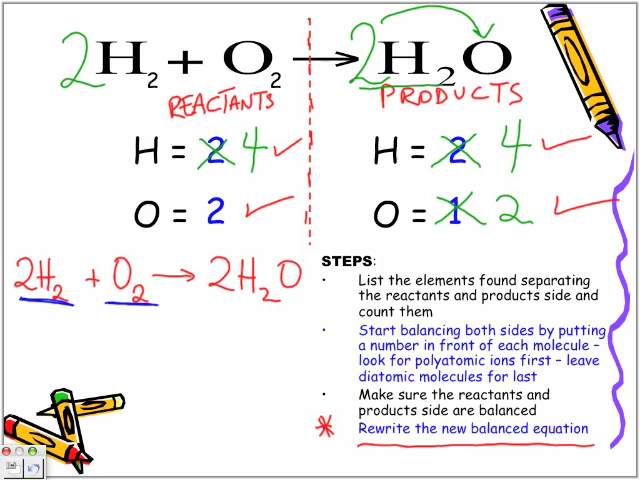 2H₂ + O₂ → 2H₂O
REACTANTS PRODUCTS
H = 2 4 ✓ H = 2 4 ✓
O = 2 ✓ O = 1 2 ✓
2H₂ + O₂ → 2H₂O
STEPS:
• List the elements found separating
the reactants and products side and
count them
• Start balancing both sides by putting
a number in front of each molecule –
look for polyatomic ions first – leave
diatomic molecules for last
• Make sure the reactants and
products side are balanced
* Rewrite the new balanced equation